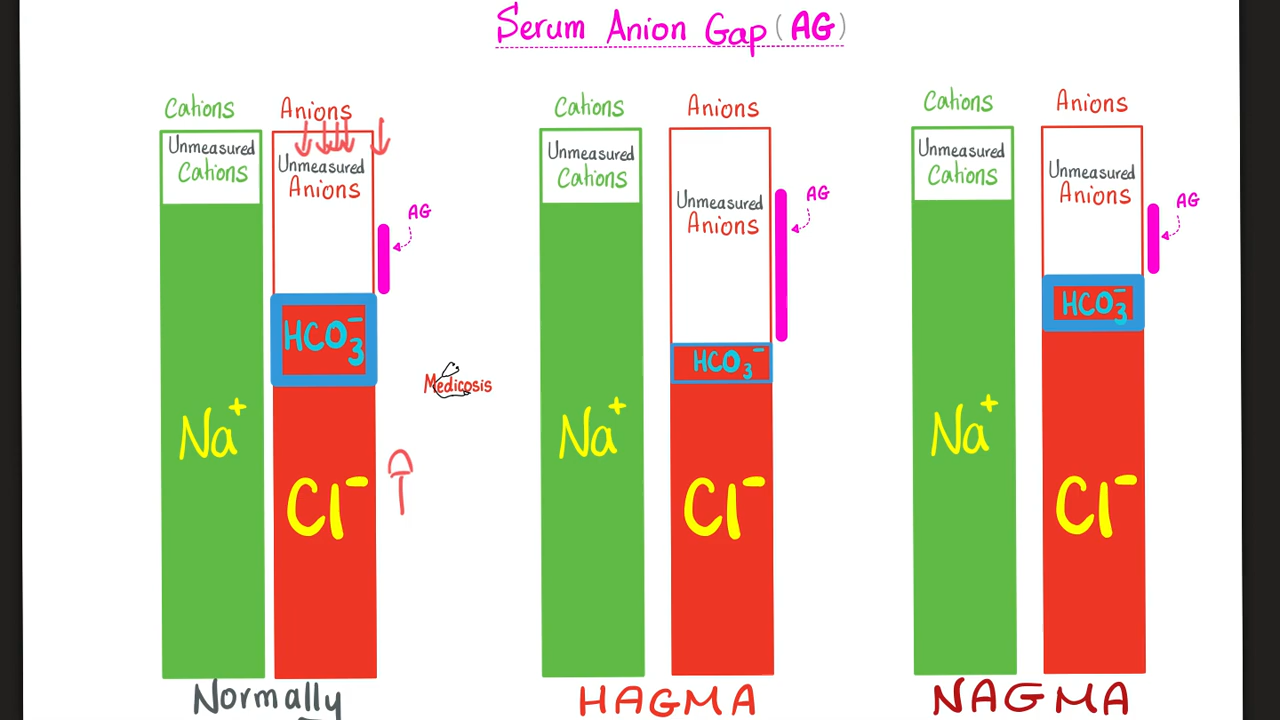 Serum Anion Gap (AG)
Cations
Anions
Unmeasured
Cations
Unmeasured
Anions
AG
HCO3⁻
Na⁺
Cl⁻
Normally
Medicosis
Cations
Anions
Unmeasured
Cations
Unmeasured
Anions
AG
HCO3⁻
Na⁺
Cl⁻
HAGMA
Cations
Anions
Unmeasured
Cations
Unmeasured
Anions
AG
HCO3⁻
Na⁺
Cl⁻
NAGMA